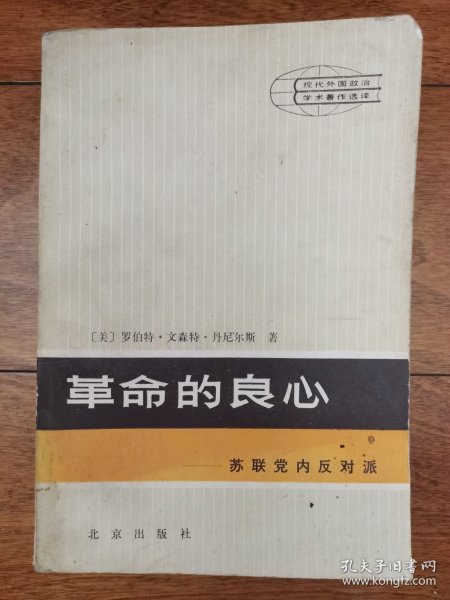 现代外国政治
学术著作选译
〔美〕罗伯特·文森特·丹尼尔斯 著
革命的良心
——苏联党内反对派
北京出版社
孔夫子旧书网
www.kongfz.com